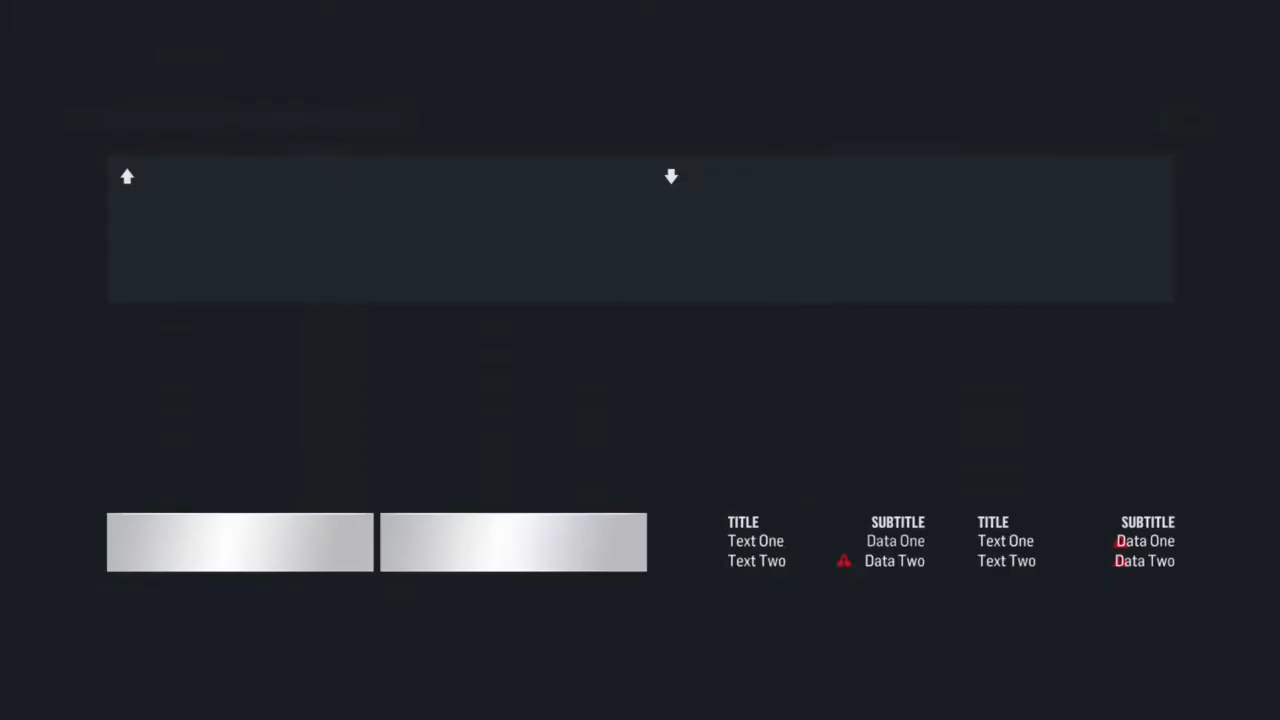 TITLE SUBTITLE TITLE SUBTITLE
Text One Data One Text One Data One
Text Two Data Two Text Two Data Two